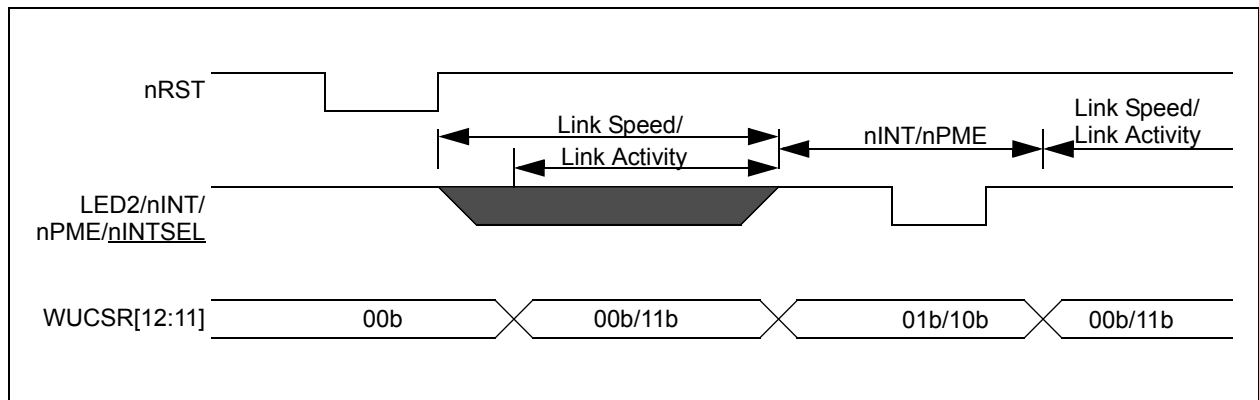 nRST
Link Speed/
Link Activity
nINT/nPME
Link Speed/
Link Activity
LED2/nINT/
nPME/nINTSEL
WUCSR[12:11]
00b
00b/11b
01b/10b
00b/11b